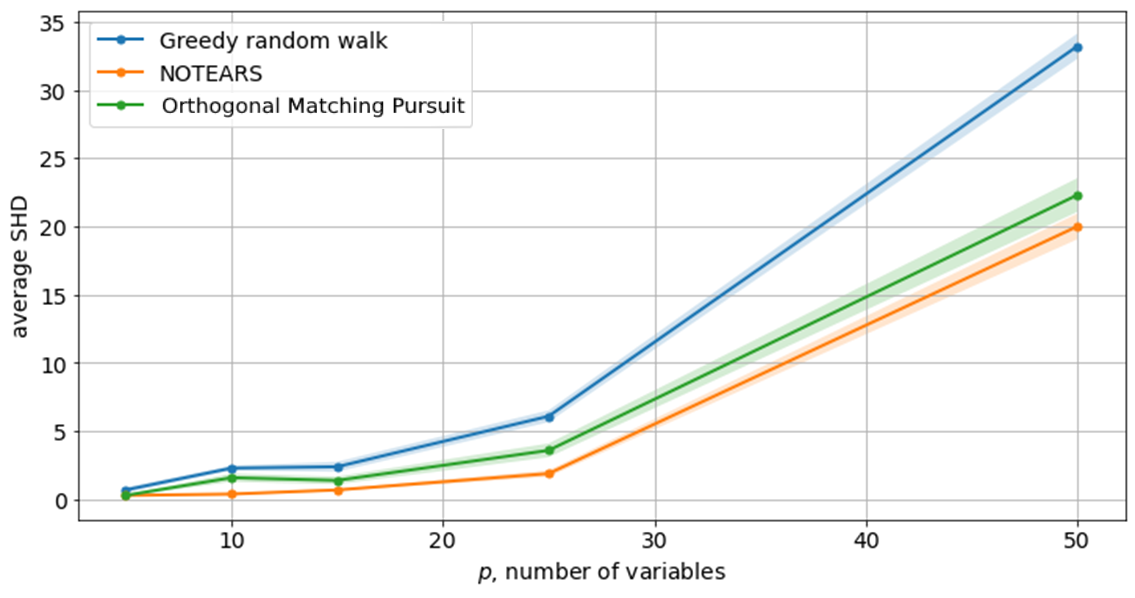 35
30
25
20
15
10
5
0
average SHD
Greedy random walk
NOTEARS
Orthogonal Matching Pursuit
10 20 30 40 50
p, number of variables